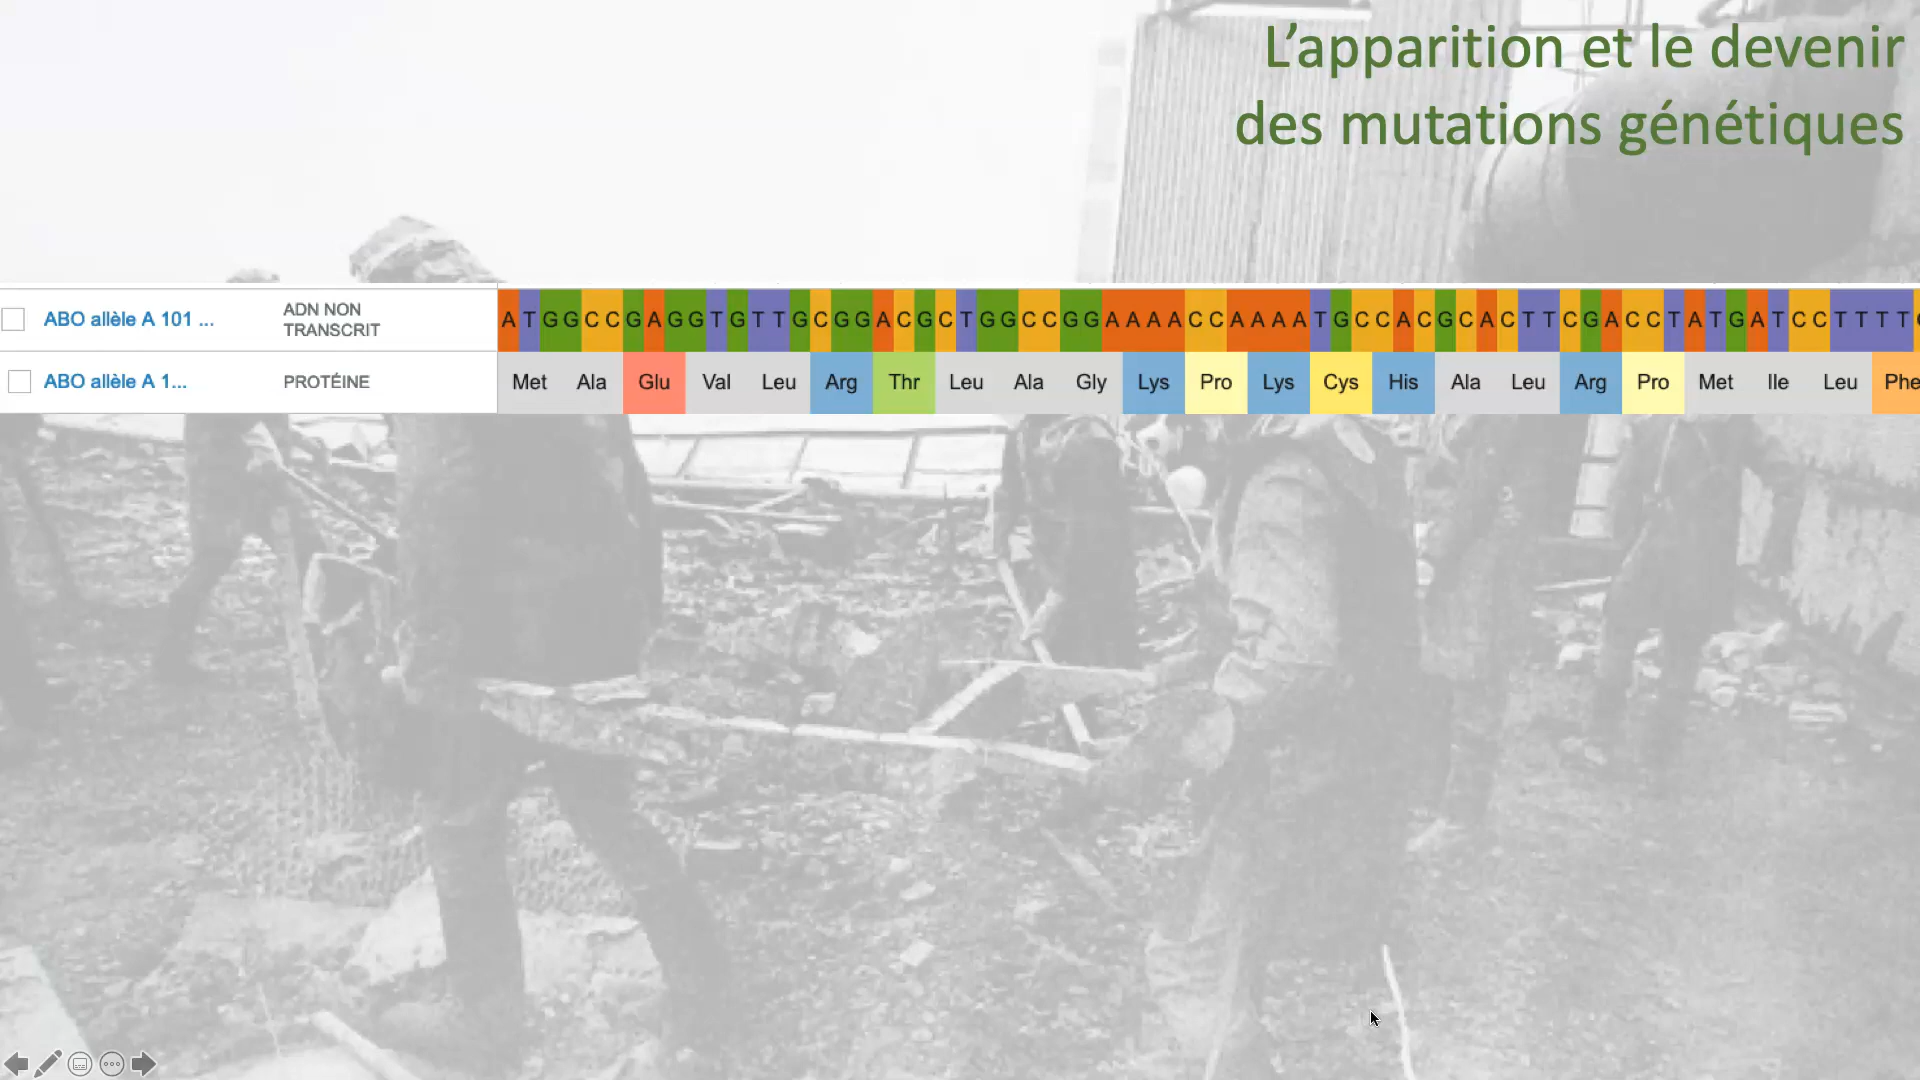 L’apparition et le devenir
des mutations génétiques
ABO allèle A 101 ...
ADN NON
TRANSCRIT
A T G G C C G A G G T G T T G C G G A C G C T G G C C G G A A A A C C A A A A T G C C A C G C A C T T C G A C C T A T G A T C C T T T T
ABO allèle A 1...
PROTÉINE
Met Ala Glu Val Leu Arg Thr Leu Ala Gly Lys Pro Lys Cys His Ala Leu Arg Pro Met Ile Leu Phe